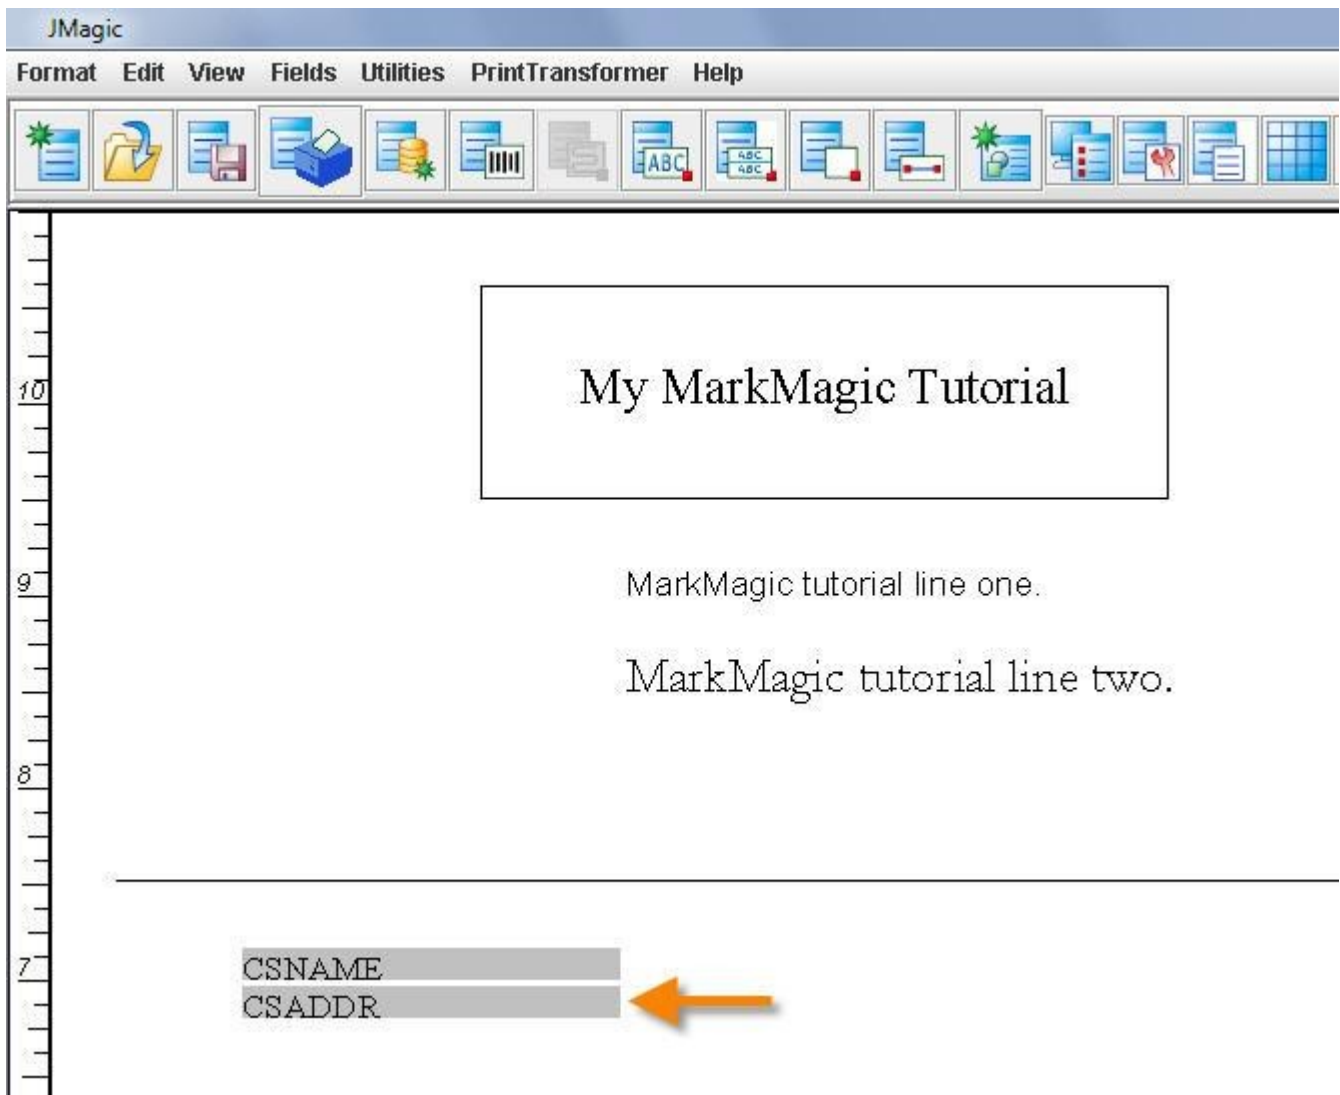 JMagic
Format Edit View Fields Utilities PrintTransformer Help
ABC
ABC
ABC
10
My MarkMagic Tutorial
9
MarkMagic tutorial line one.
MarkMagic tutorial line two.
8
7
CSNAME
CSADDR